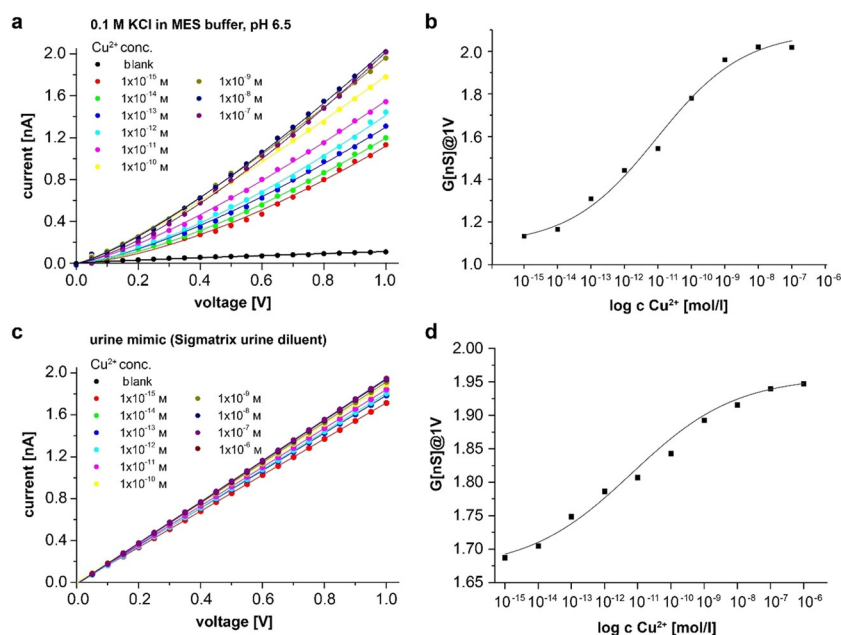 a
0.1 M KCl in MES buffer, pH 6.5
Cu²⁺ conc.
blank
1x10⁻¹⁵ M
1x10⁻¹⁴ M
1x10⁻¹³ M
1x10⁻¹² M
1x10⁻¹¹ M
1x10⁻¹⁰ M
1x10⁻⁹ M
1x10⁻⁸ M
1x10⁻⁷ M
current [nA]
2.0
1.6
1.2
0.8
0.4
0.0
0.0 0.2 0.4 0.6 0.8 1.0
voltage [V]
b
G[nS]@1V
2.2
2.0
1.8
1.6
1.4
1.2
1.0
10⁻¹⁵ 10⁻¹⁴ 10⁻¹³ 10⁻¹² 10⁻¹¹ 10⁻¹⁰ 10⁻⁹ 10⁻⁸ 10⁻⁷ 10⁻⁶
log c Cu²⁺ [mol/l]
c
urine mimic (Sigmatrix urine diluent)
Cu²⁺ conc.
blank
1x10⁻¹⁵ M
1x10⁻¹⁴ M
1x10⁻¹³ M
1x10⁻¹² M
1x10⁻¹¹ M
1x10⁻¹⁰ M
1x10⁻⁹ M
1x10⁻⁸ M
1x10⁻⁷ M
1x10⁻⁶ M
current [nA]
2.0
1.6
1.2
0.8
0.4
0.0
0.0 0.2 0.4 0.6 0.8 1.0
voltage [V]
d
G[nS]@1V
2.00
1.95
1.90
1.85
1.80
1.75
1.70
1.65
10⁻¹⁵ 10⁻¹⁴ 10⁻¹³ 10⁻¹² 10⁻¹¹ 10⁻¹⁰ 10⁻⁹ 10⁻⁸ 10⁻⁷ 10⁻⁶
log c Cu²⁺ [mol/l]